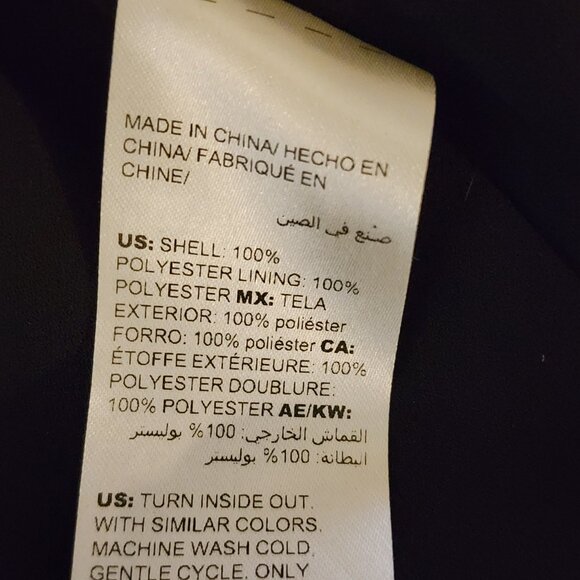 MADE IN CHINA/ HECHO EN
CHINA/ FABRIQUÉ EN
CHINE/
صنع في الصين
US: SHELL: 100%
POLYESTER LINING: 100%
POLYESTER MX: TELA
EXTERIOR: 100% poliéster
FORRO: 100% poliéster CA:
ÉTOFFE EXTÉRIEURE: 100%
POLYESTER DOUBLURE:
100% POLYESTER AE/KW:
القماش الخارجي: 100% بوليستر
البطانة: 100% بوليستر
US: TURN INSIDE OUT.
WITH SIMILAR COLORS.
MACHINE WASH COLD,
GENTLE CYCLE. ONLY